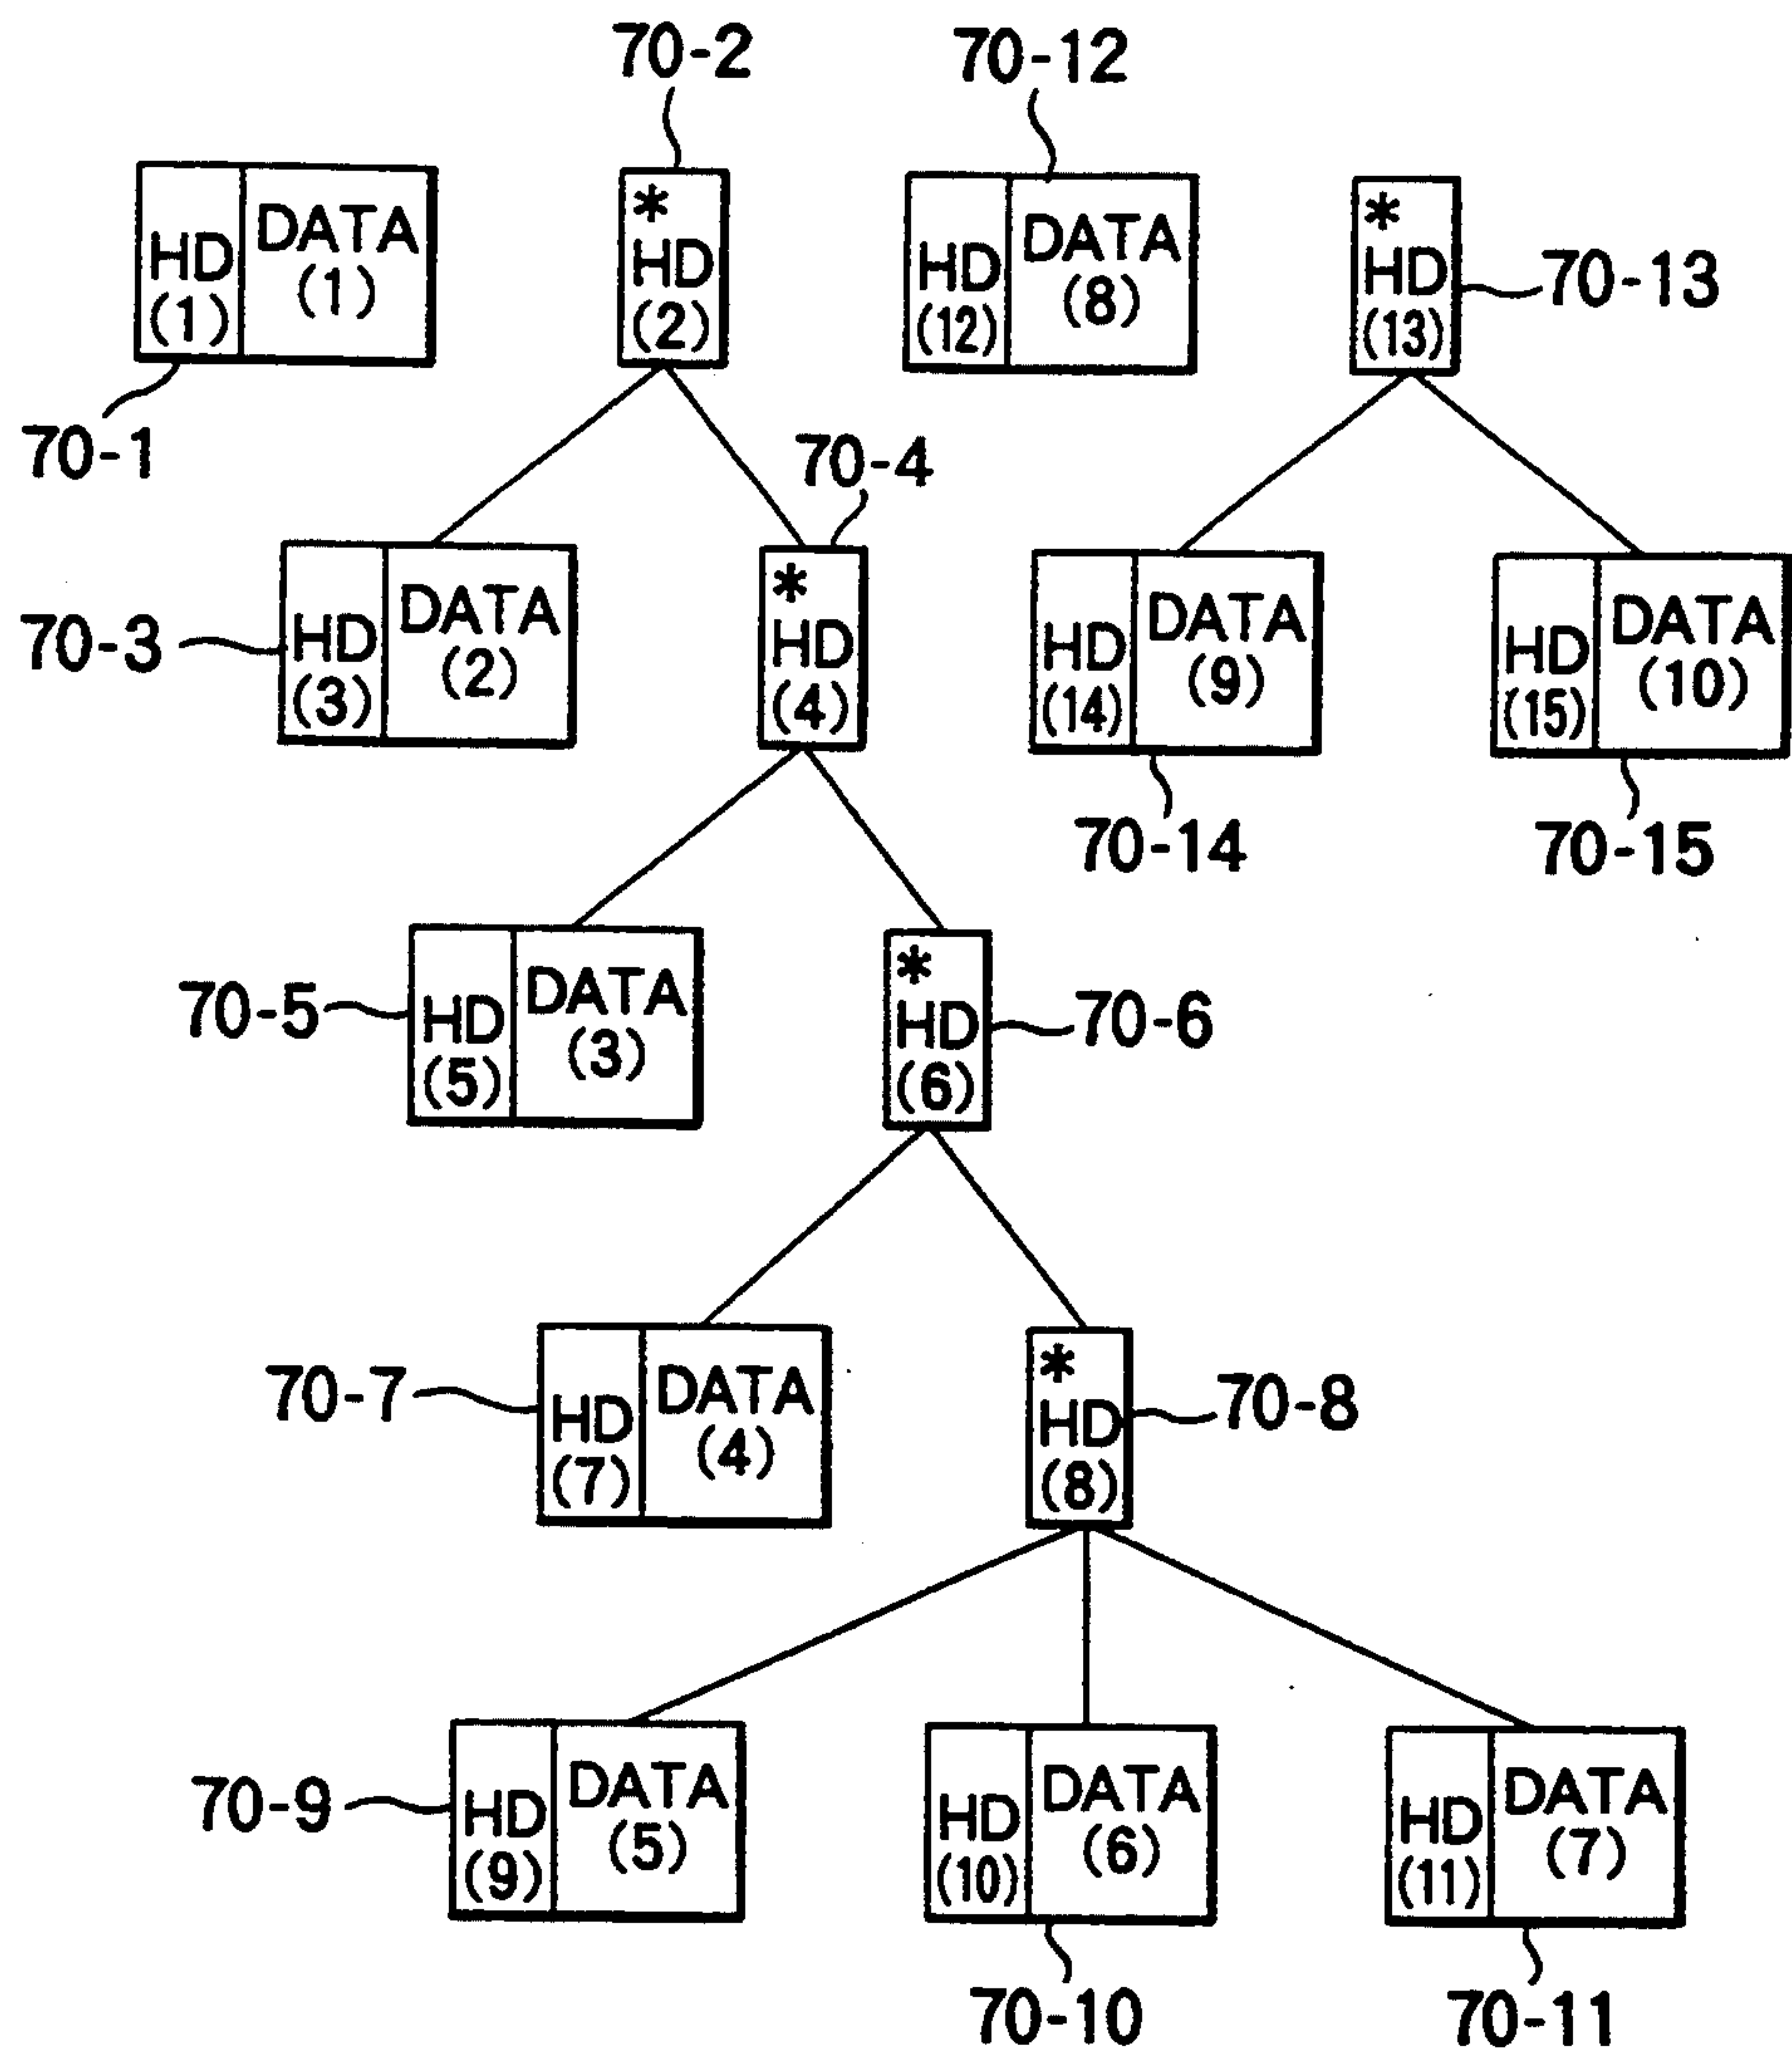 70-2
70-12
HD
(1)
DATA
(1)
*
HD
(2)
HD
(12)
DATA
(8)
*
HD
(13)
70-13
70-1
70-4
70-3
HD
(3)
DATA
(2)
*
HD
(4)
HD
(14)
DATA
(9)
HD
(15)
DATA
(10)
70-14
70-15
70-5
HD
(5)
DATA
(3)
*
HD
(6)
70-6
70-7
HD
(7)
DATA
(4)
*
HD
(8)
70-8
70-9
HD
(9)
DATA
(5)
HD
(10)
DATA
(6)
HD
(11)
DATA
(7)
70-10
70-11